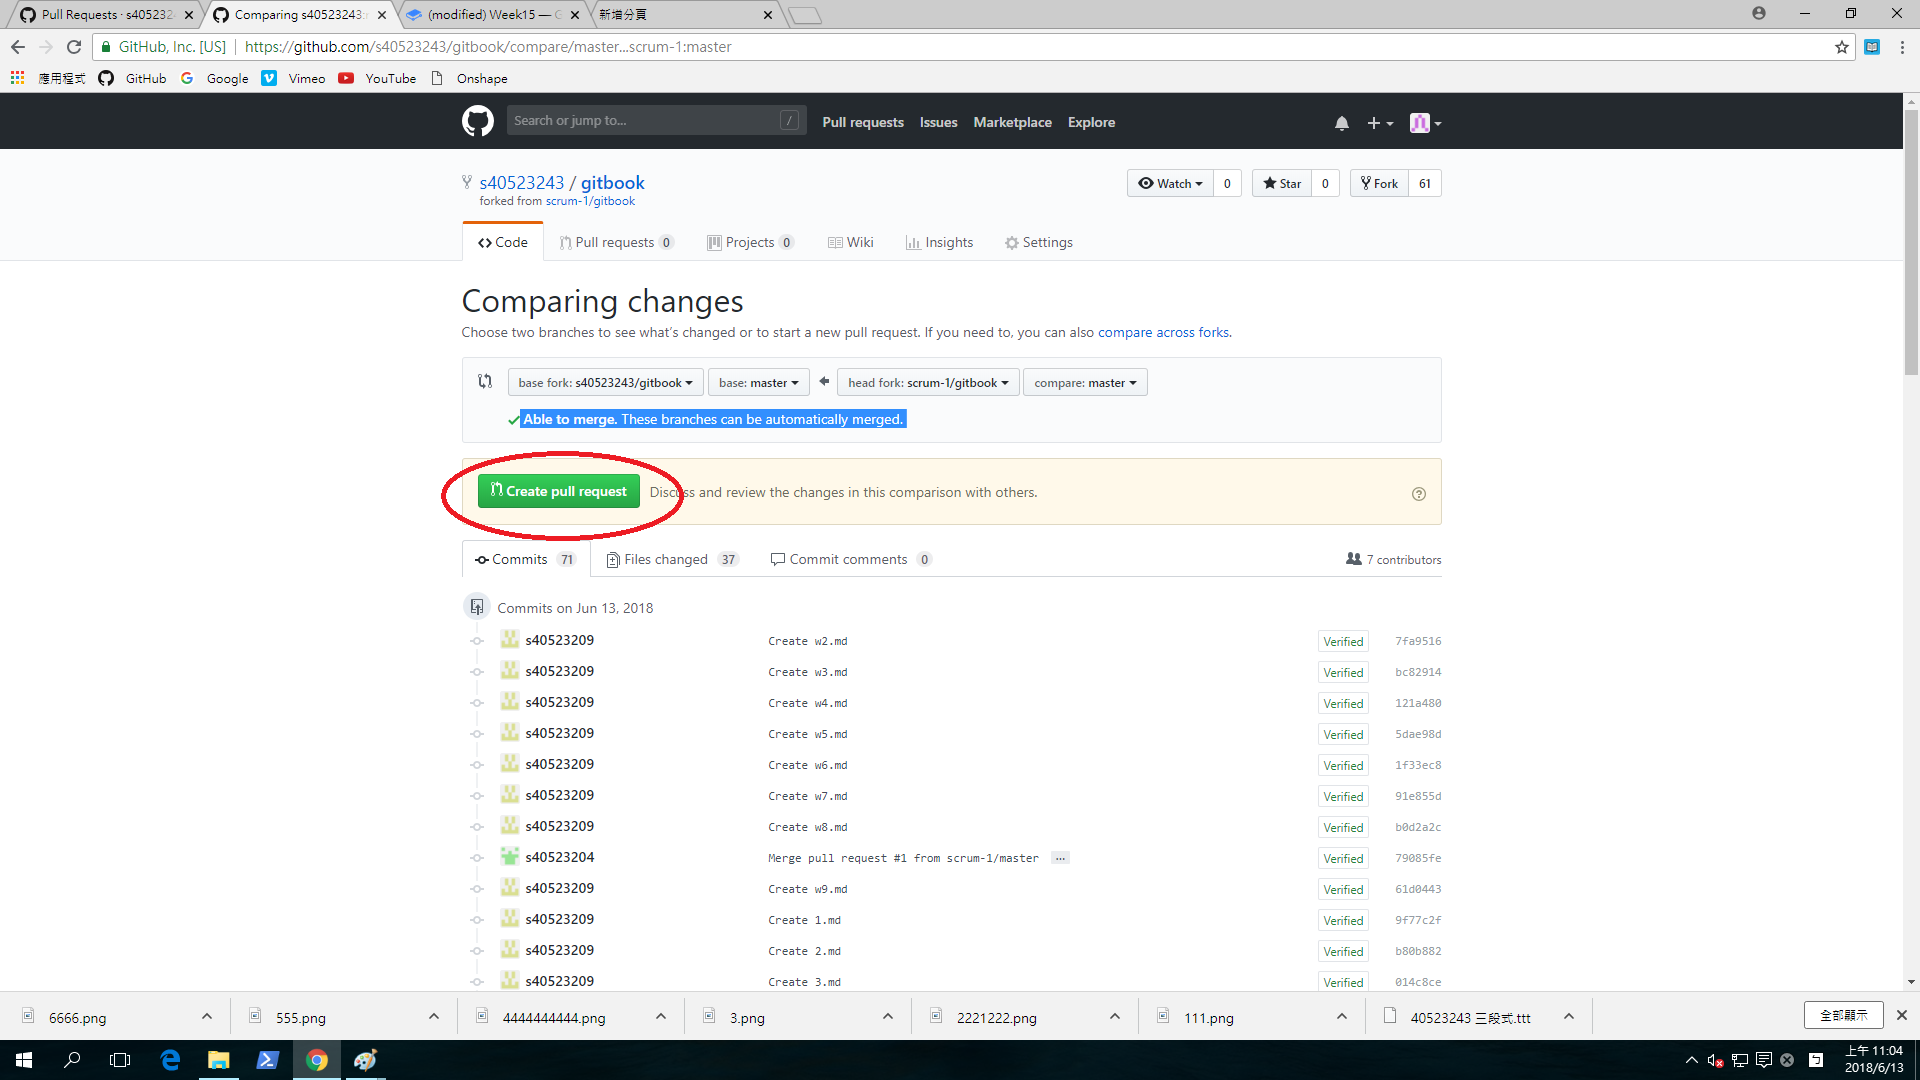 Pull Requests · s40523243
Comparing s40523243:
(modified) Week15 — G
新增分頁
GitHub, Inc. [US] https://github.com/s40523243/gitbook/compare/master...scrum-1:master
應用程式 GitHub Google Vimeo YouTube Onshape
Search or jump to... / Pull requests Issues Marketplace Explore
s40523243 / gitbook Watch 0 Star 0 Fork 61
forked from scrum-1/gitbook
Code Pull requests 0 Projects 0 Wiki Insights Settings
Comparing changes
Choose two branches to see what's changed or to start a new pull request. If you need to, you can also compare across forks.
base fork: s40523243/gitbook base: master head fork: scrum-1/gitbook compare: master
Able to merge. These branches can be automatically merged.
Create pull request Discuss and review the changes in this comparison with others.
Commits 71 Files changed 37 Commit comments 0 7 contributors
Commits on Jun 13, 2018
s40523209 Create w2.md Verified 7fa9516
s40523209 Create w3.md Verified bc82914
s40523209 Create w4.md Verified 121a480
s40523209 Create w5.md Verified 5dae98d
s40523209 Create w6.md Verified 1f33ec8
s40523209 Create w7.md Verified 91e855d
s40523209 Create w8.md Verified b0d2a2c
s40523204 Merge pull request #1 from scrum-1/master ... Verified 79085fe
s40523209 Create w9.md Verified 61d0443
s40523209 Create 1.md Verified 9f77c2f
s40523209 Create 2.md Verified b80b882
s40523209 Create 3.md Verified 014c8ce
6666.png 555.png 4444444444.png 3.png 2221222.png 111.png 40523243 三段式.ttt 全部顯示
上午 11:04
2018/6/13